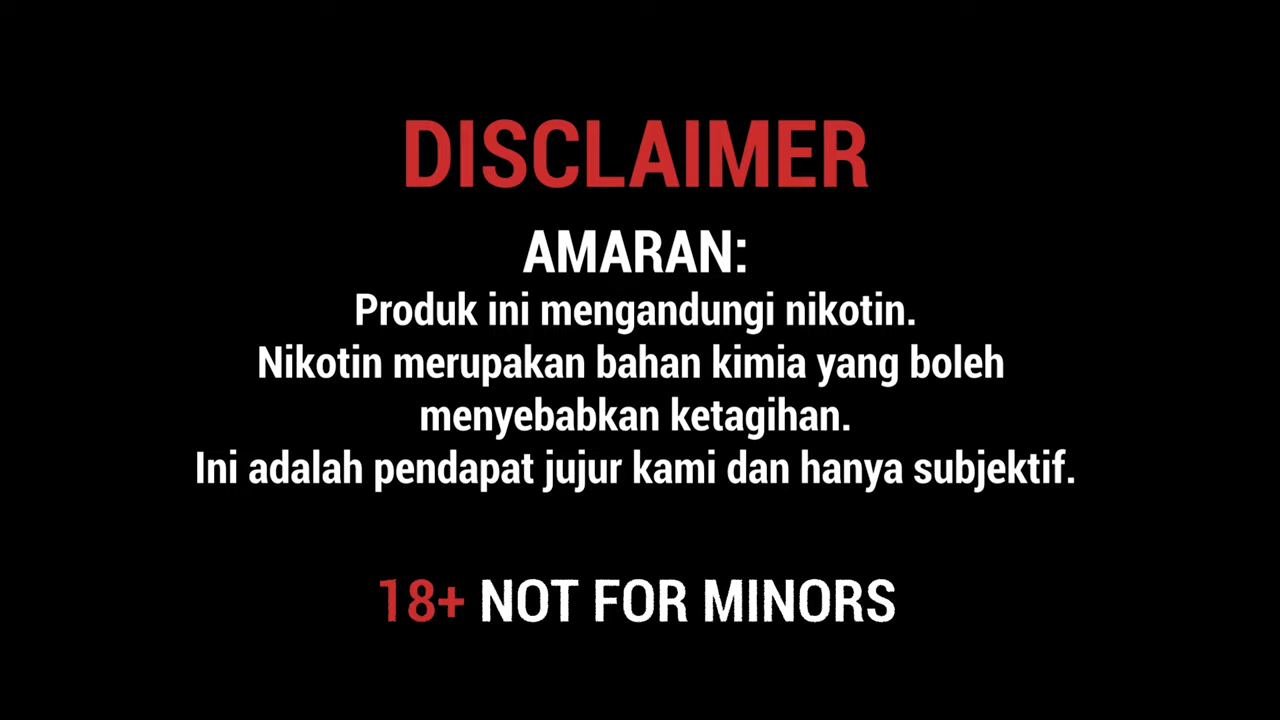 DISCLAIMER
AMARAN:
Produk ini mengandungi nikotin.
Nikotin merupakan bahan kimia yang boleh
menyebabkan ketagihan.
Ini adalah pendapat jujur kami dan hanya subjektif.
18+ NOT FOR MINORS